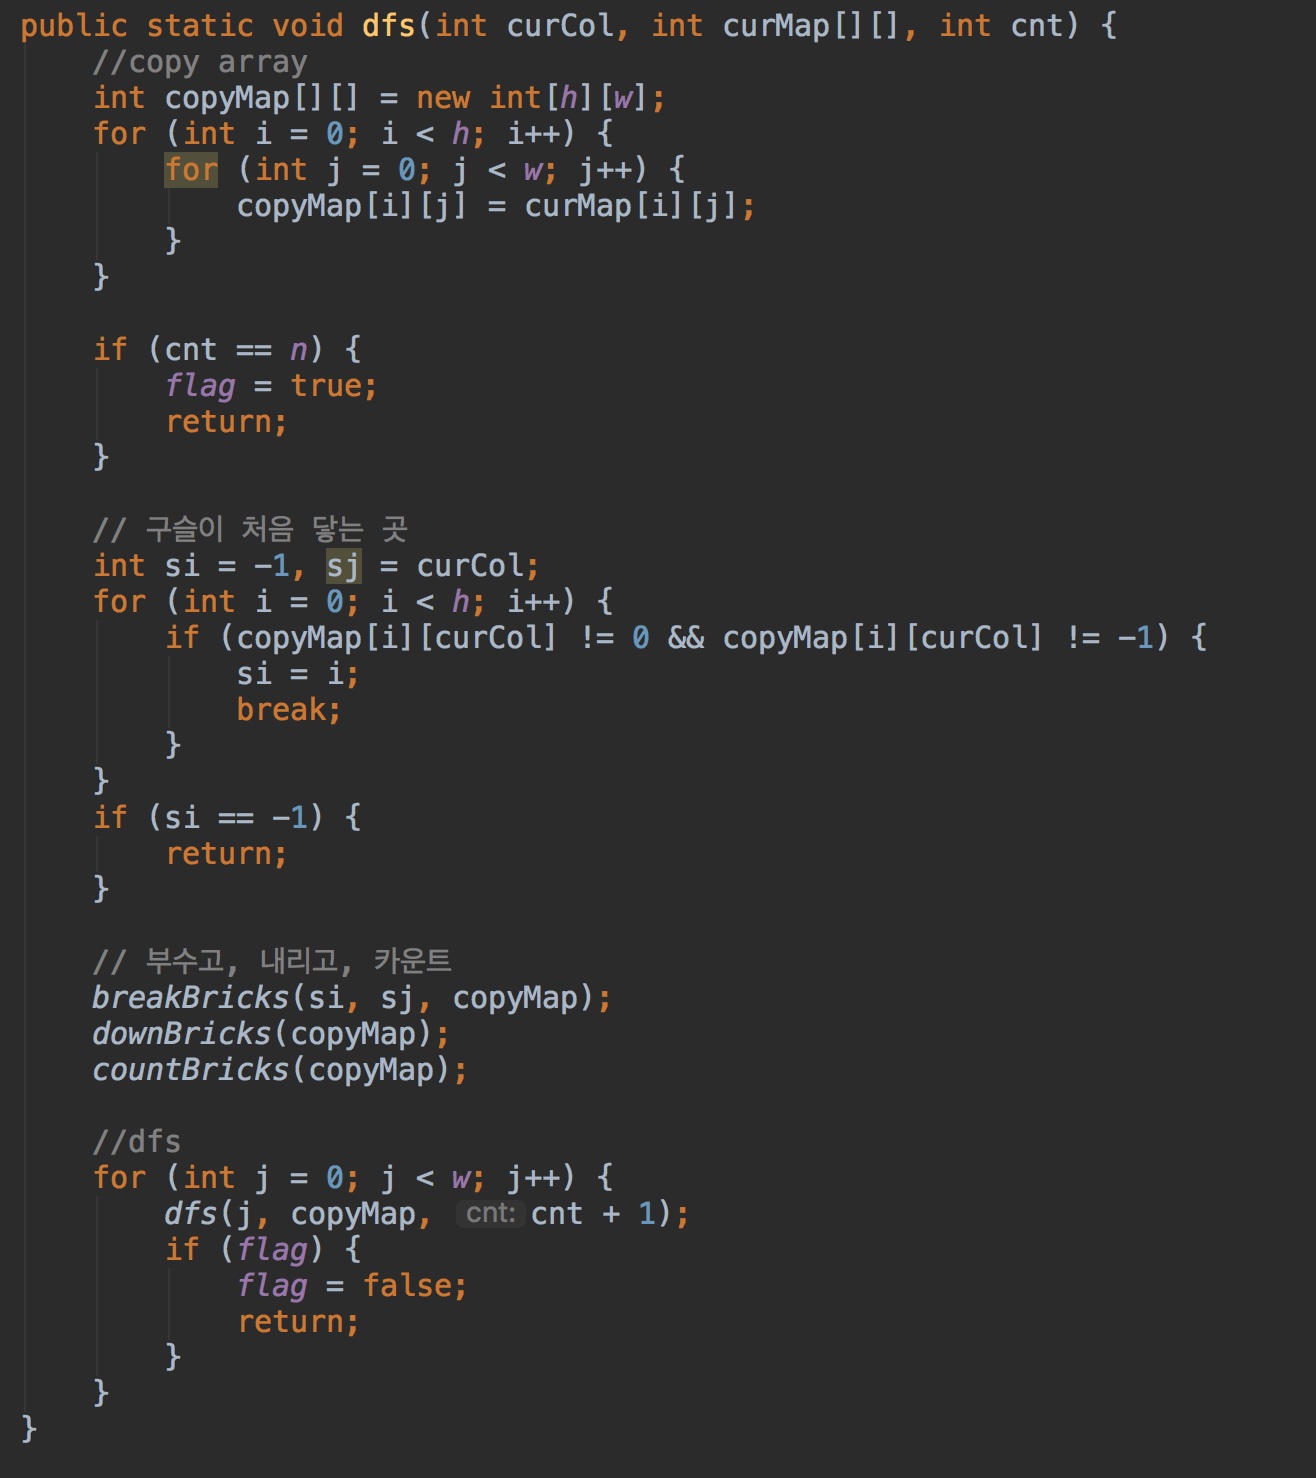 public static void dfs(int curCol, int curMap[][], int cnt) {
    //copy array
    int copyMap[][] = new int[h][w];
    for (int i = 0; i < h; i++) {
        for (int j = 0; j < w; j++) {
            copyMap[i][j] = curMap[i][j];
        }
    }

    if (cnt == n) {
        flag = true;
        return;
    }

    // 구슬이 처음 닿는 곳
    int si = -1, sj = curCol;
    for (int i = 0; i < h; i++) {
        if (copyMap[i][curCol] != 0 && copyMap[i][curCol] != -1) {
            si = i;
            break;
        }
    }
    if (si == -1) {
        return;
    }

    // 부수고, 내리고, 카운트
    breakBricks(si, sj, copyMap);
    downBricks(copyMap);
    countBricks(copyMap);

    //dfs
    for (int j = 0; j < w; j++) {
        dfs(j, copyMap, cnt: cnt + 1);
        if (flag) {
            flag = false;
            return;
        }
    }
}